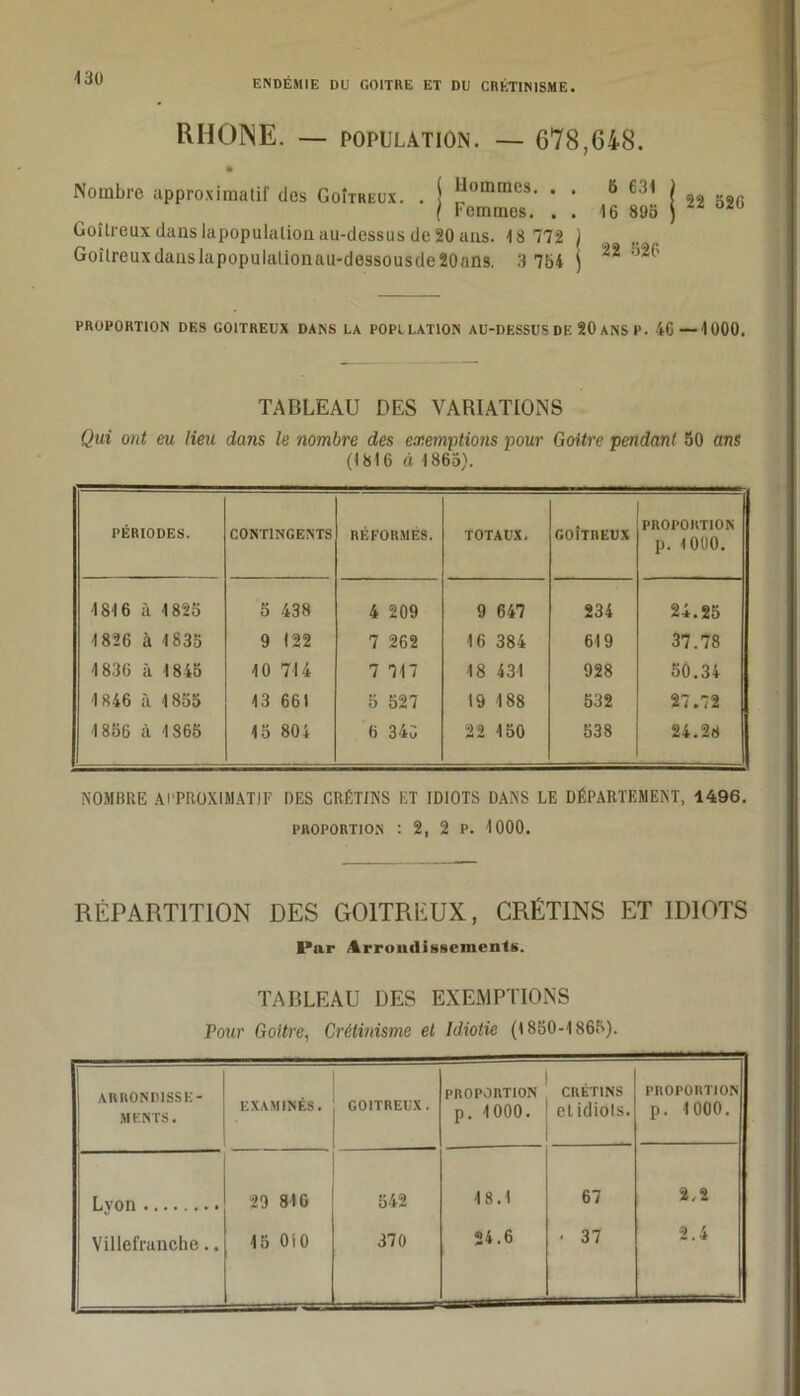 130
ENDÉMIE DU GOITRE ET DU CRÉTINISME.
RHONE. — POPULATION. — 678,648.
Nombre approximatif des GOÎTREUX. . { Hommes. . . 5 631 } 22 526
{ Femmes. . . 16 895 }
Goîtreux dans la population au-dessus de 20 ans. 18 772 } 22 526
Goîtreux dans la population au-dessous de 20 ans. 3 754 }
PROPORTION DES GOITREUX DANS LA POPULATION AU-DESSUS DE 20 ANS P. 46 — 1000.
TABLEAU DES VARIATIONS
Qui ont eu lieu dans le nombre des exemptions pour Goître pendant 50 ans
(1816 à 1865).
PÉRIODES. CONTINGENTS RÉFORMÉS. TOTAUX. GOÎTREUX PROPORTION p. 1000.
1816 à 1825 5 438 4 209 9 647 234 24.25
1826 à 1835 9 122 7 262 16 384 619 37.78
1836 à 1845 10 714 7 717 18 431 928 50.34
1846 à 1855 13 661 5 527 19 188 532 27.72
1856 à 1865 15 804 6 345 22 150 538 24.28
NOMBRE APPROXIMATIF DES CRÉTINS ET IDIOTS DANS LE DÉPARTEMENT, 1496.
PROPORTION : 2, 2 P. 1000.
RÉPARTITION DES GOITREUX, CRÉTINS ET IDIOTS
Par Arrondissements.
TABLEAU DES EXEMPTIONS
Pour Goître, Crétinisme et Idiotie (1850-1865).
ARRONDISSEMENTS. EXAMINÉS. GOITREUX. PROPORTION p. 1000. CRÉTINS et idiots. PROPORTION p. 1000.
Lyon ........ 29 816 542 18.1 67 2,2
Villefranche .. 15 010 370 24.6 37 2.4